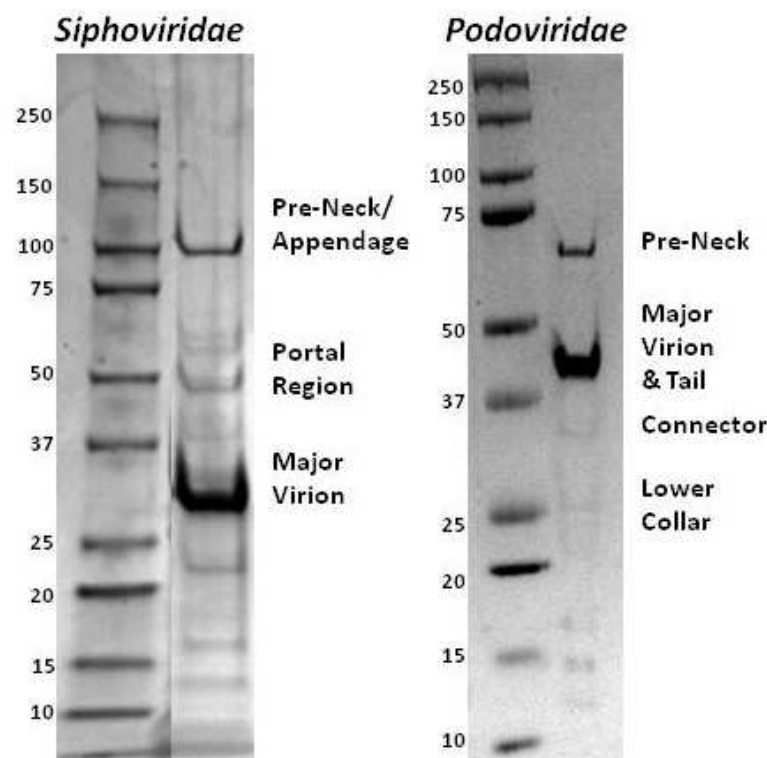 Siphoviridae
250
150
100
75
50
37
25
20
15
10
Pre-Neck/
Appendage
Portal
Region
Major
Virion
Podoviridae
250
150
100
75
50
37
25
20
15
10
Pre-Neck
Major
Virion
& Tail
Connector
Lower
Collar